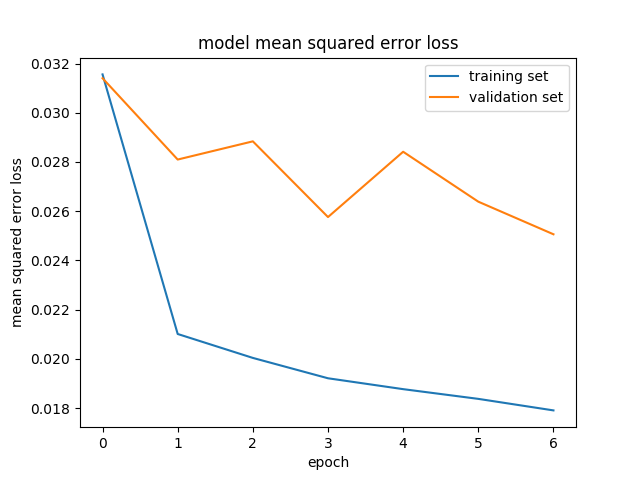 model mean squared error loss
training set
validation set
mean squared error loss
0.032
0.030
0.028
0.026
0.024
0.022
0.020
0.018
0 1 2 3 4 5 6
epoch